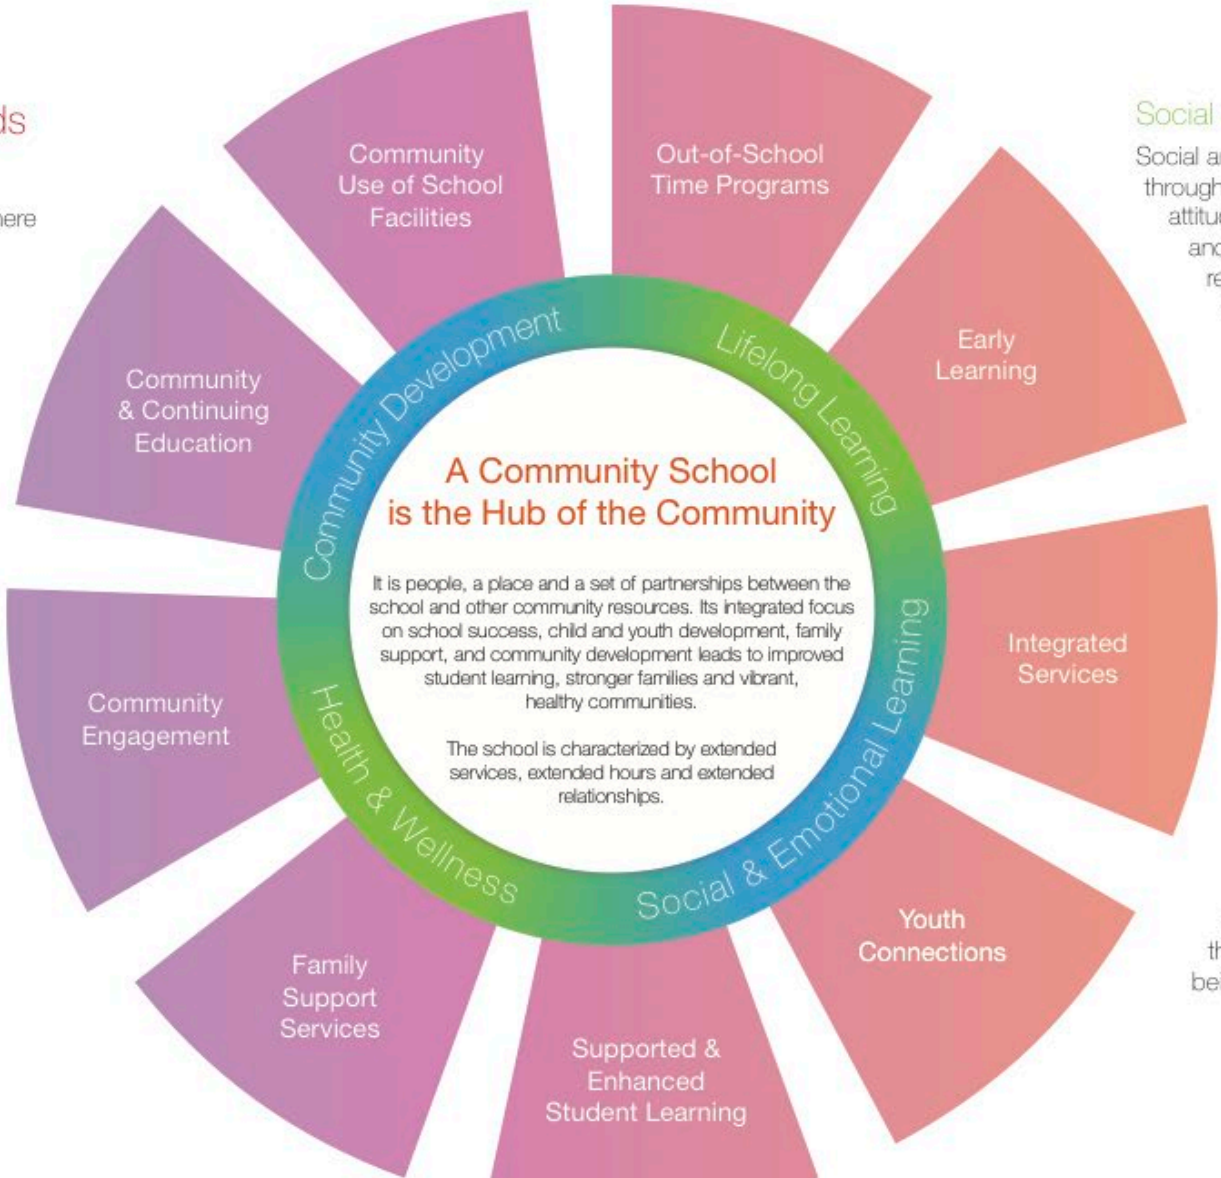 Community
Use of School
Facilities
Out-of-School
Time Programs
Early
Learning
Integrated
Services
Youth
Connections
Supported &
Enhanced
Student Learning
Family
Support
Services
Community
Engagement
Community
& Continuing
Education
Community Development
Lifelong Learning
Social & Emotional Learning
Health & Wellness
A Community School
is the Hub of the Community
It is people, a place and a set of partnerships between the
school and other community resources. Its integrated focus
on school success, child and youth development, family
support, and community development leads to improved
student learning, stronger families and vibrant,
healthy communities.
The school is characterized by extended
services, extended hours and extended
relationships.
Social
Social
through